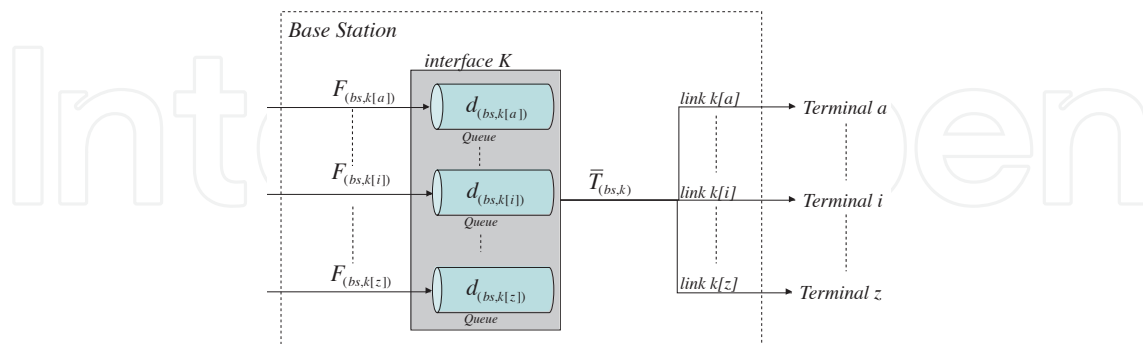 Base Station
interface K
F(bs,k[a])
d(bs,k[a])
Queue
link k[a]
Terminal a
F(bs,k[i])
d(bs,k[i])
Queue
T̅(bs,k)
link k[i]
Terminal i
F(bs,k[z])
d(bs,k[z])
Queue
link k[z]
Terminal z